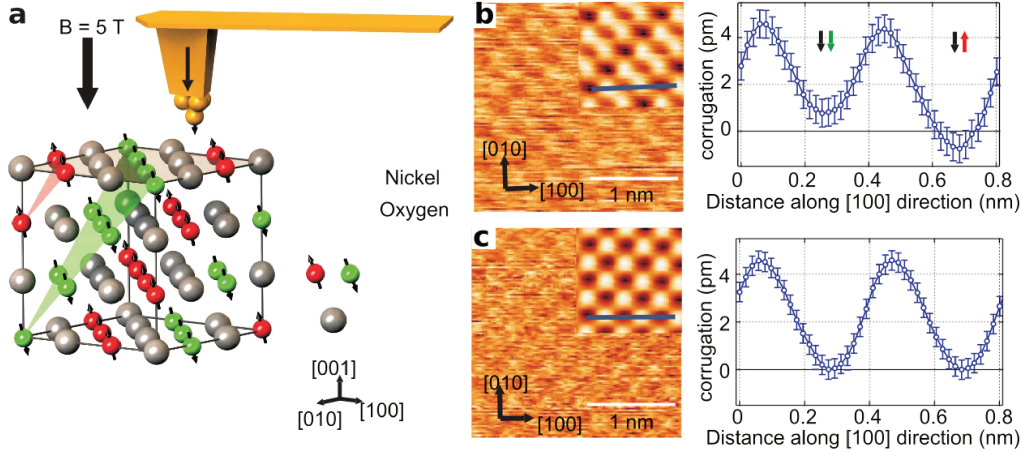 a
B = 5 T
Nickel
Oxygen
[001]
[010]
[100]
b
[010]
[100]
1 nm
corrugation (pm)
4
2
0
0
0.2
0.4
0.6
0.8
Distance along [100] direction (nm)
c
[010]
[100]
1 nm
corrugation (pm)
4
2
0
0
0.2
0.4
0.6
0.8
Distance along [100] direction (nm)